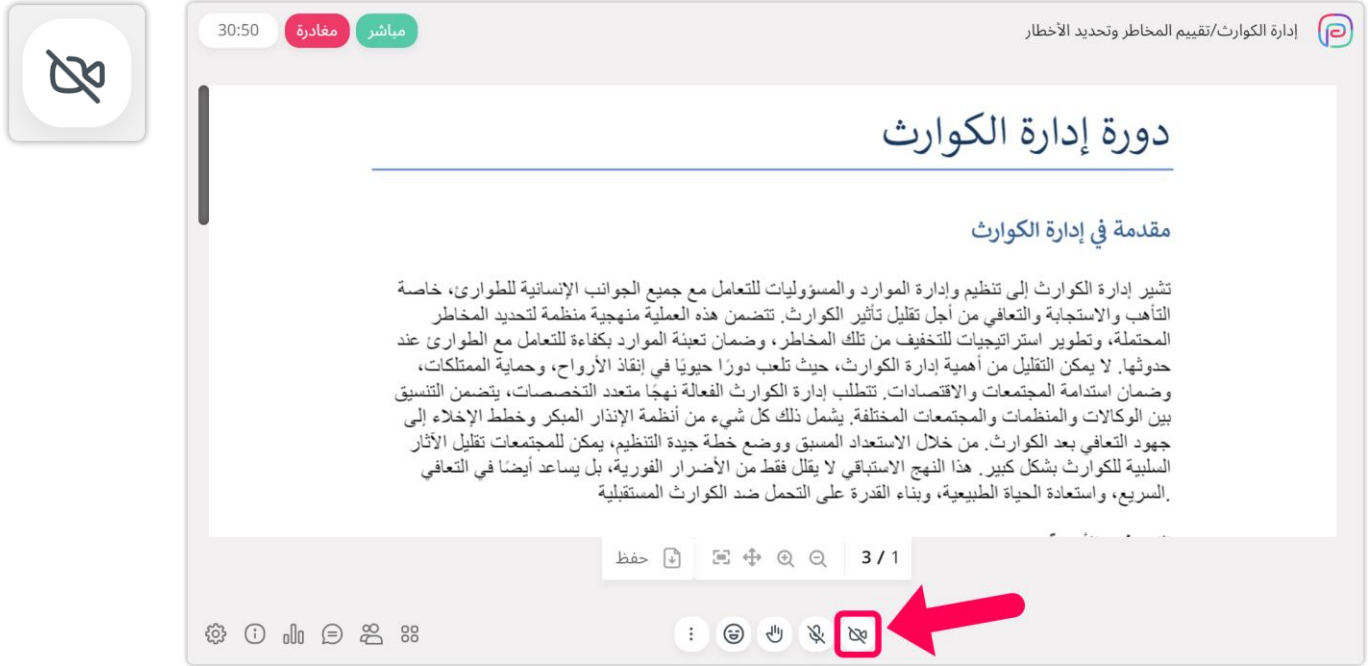 إدارة الكوارث/تقييم المخاطر وتحديد الأخطار
مباشر
مغادرة
30:50
دورة إدارة الكوارث
مقدمة في إدارة الكوارث
تشير إدارة الكوارث إلى تنظيم وإدارة الموارد والمسؤوليات للتعامل مع جميع الجوانب الإنسانية للطوارئ، خاصة
التأهب والاستجابة والتعافي من أجل تقليل تأثير الكوارث. تتضمن هذه العملية منهجية منظمة لتحديد المخاطر
المحتملة، وتطوير استراتيجيات للتخفيف من تلك المخاطر، وضمان تعبئة الموارد بكفاءة للتعامل مع الطوارئ عند
حدوثها. لا يمكن التقليل من أهمية إدارة الكوارث، حيث تلعب دورًا حيويًا في إنقاذ الأرواح، وحماية الممتلكات،
وضمان استدامة المجتمعات والاقتصادات. تتطلب إدارة الكوارث الفعالة نهجًا متعدد التخصصات، يتضمن التنسيق
بين الوكالات والمنظمات والمجتمعات المختلفة. يشمل ذلك كل شيء من أنظمة الإنذار المبكر وخطط الإخلاء إلى
جهود التعافي بعد الكوارث. من خلال الاستعداد المسبق ووضع خطة جيدة التنظيم، يمكن للمجتمعات تقليل الآثار
السلبية للكوارث بشكل كبير. هذا النهج الاستباقي لا يقلل فقط من الأضرار الفورية، بل يساعد أيضًا في التعافي
.السريع، واستعادة الحياة الطبيعية، وبناء القدرة على التحمل ضد الكوارث المستقبلية
3 / 1
حفظ